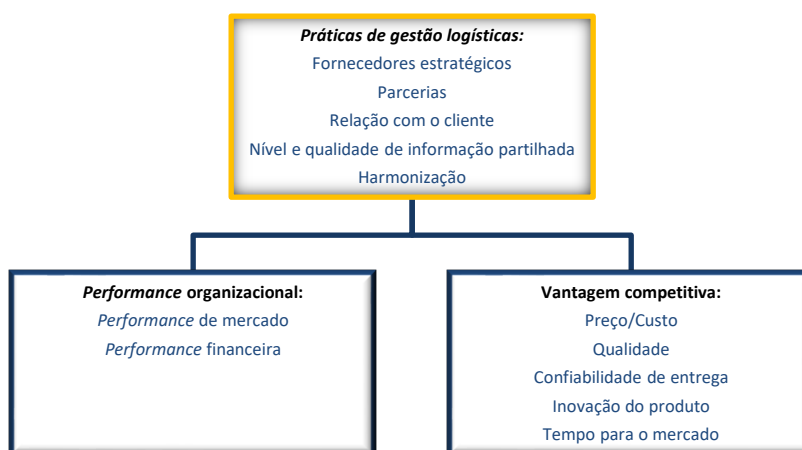 Práticas de gestão logísticas:
Fornecedores estratégicos
Parcerias
Relação com o cliente
Nível e qualidade de informação partilhada
Harmonização
Performance organizacional:
Performance de mercado
Performance financeira
Vantagem competitiva:
Preço/Custo
Qualidade
Confiabilidade de entrega
Inovação do produto
Tempo para o mercado